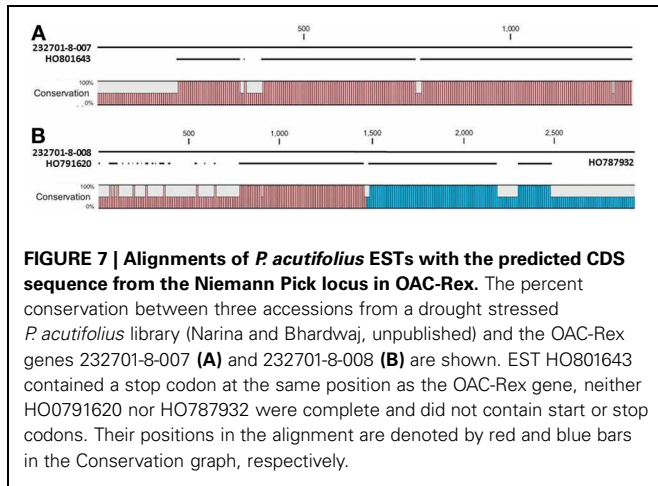 A
500 1,000
232701-8-007
HO801643
100%
Conservation
0%
B
500 1,000 1,500 2,000 2,500
232701-8-008
HO791620 HO787932
100%
Conservation
0%
FIGURE 7 | Alignments of P. acutifolius ESTs with the predicted CDS
sequence from the Niemann Pick locus in OAC-Rex. The percent
conservation between three accessions from a drought stressed
P. acutifolius library (Narina and Bhardwaj, unpublished) and the OAC-Rex
genes 232701-8-007 (A) and 232701-8-008 (B) are shown. EST HO801643
contained a stop codon at the same position as the OAC-Rex gene, neither
HO0791620 nor HO787932 were complete and did not contain start or stop
codons. Their positions in the alignment are denoted by red and blue bars
in the Conservation graph, respectively.